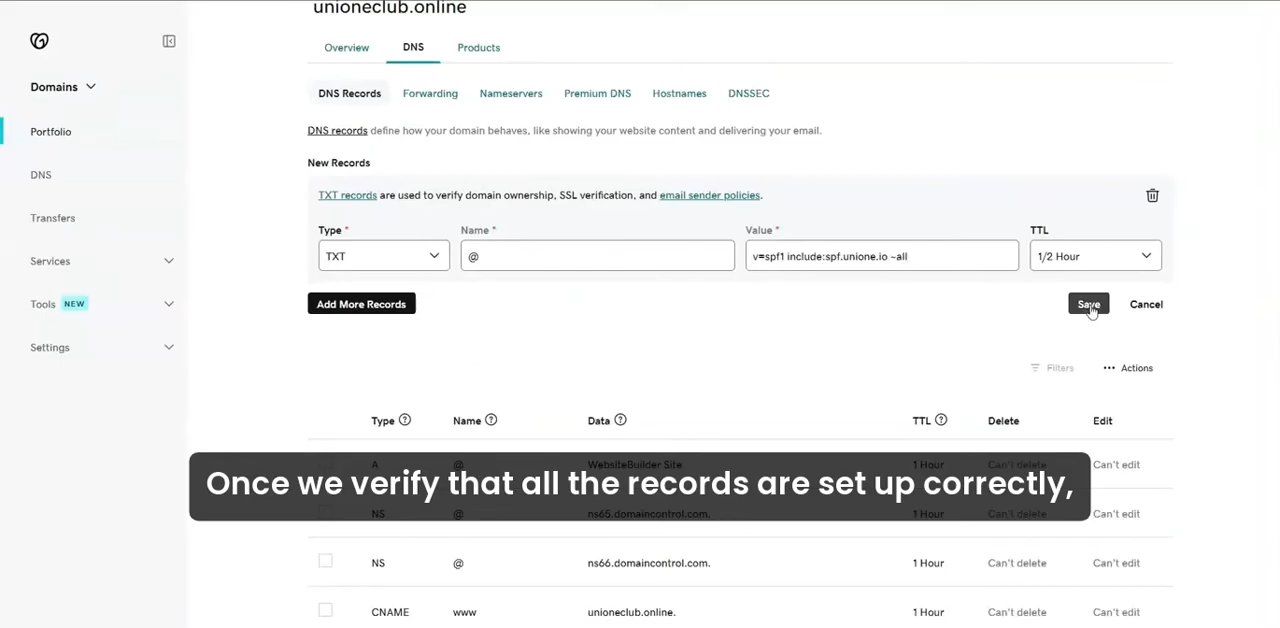 unioneclub.online
Overview DNS Products
Domains
DNS Records Forwarding Nameservers Premium DNS Hostnames DNSSEC
Portfolio
DNS records define how your domain behaves, like showing your website content and delivering your email.
New Records
DNS
TXT records are used to verify domain ownership, SSL verification, and email sender policies.
Transfers
Type * Name * Value * TTL
TXT @ v=spf1 include:spf.unione.io ~all 1/2 Hour
Services
Tools NEW
Add More Records Save Cancel
Settings
Filters ••• Actions
Type Name Data TTL Delete Edit
A @ WebsiteBuilder Site 1 Hour Can't delete Can't edit
Once we verify that all the records are set up correctly,
NS @ ns65.domaincontrol.com. 1 Hour Can't delete Can't edit
NS @ ns66.domaincontrol.com. 1 Hour Can't delete Can't edit
CNAME www unioneclub.online. 1 Hour Can't delete Can't edit